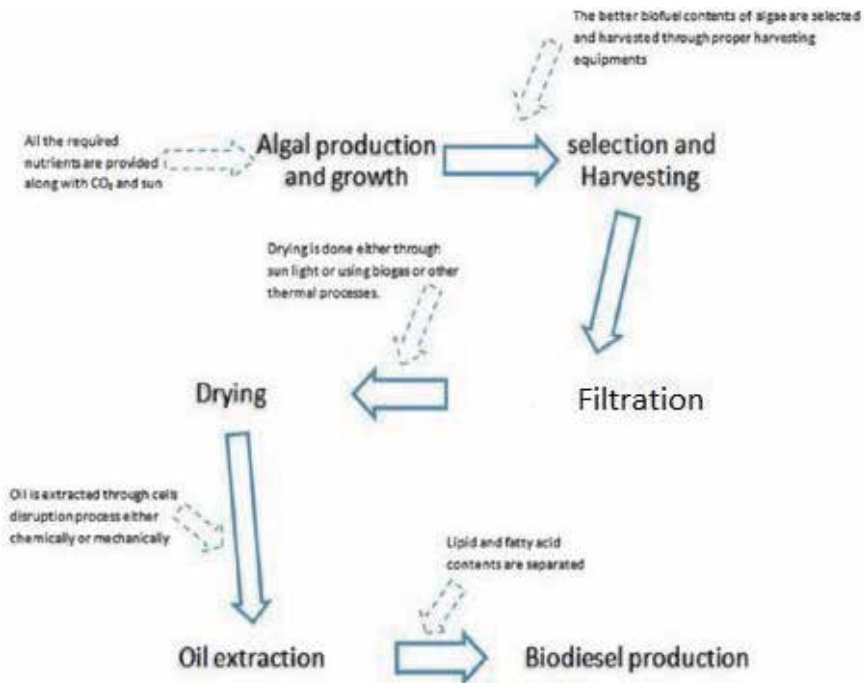 The better biofuel contents of algae are selected
and harvested through proper harvesting
equipments
All the required
nutrients are provided
along with CO₂ and sun
Algal production
and growth
selection and
Harvesting
Drying is done either through
sun light or using biogas or other
thermal processes.
Drying
Filtration
Oil is extracted through cells
disruption process either
chemically or mechanically
Lipid and fatty acid
contents are separated
Oil extraction
Biodiesel production